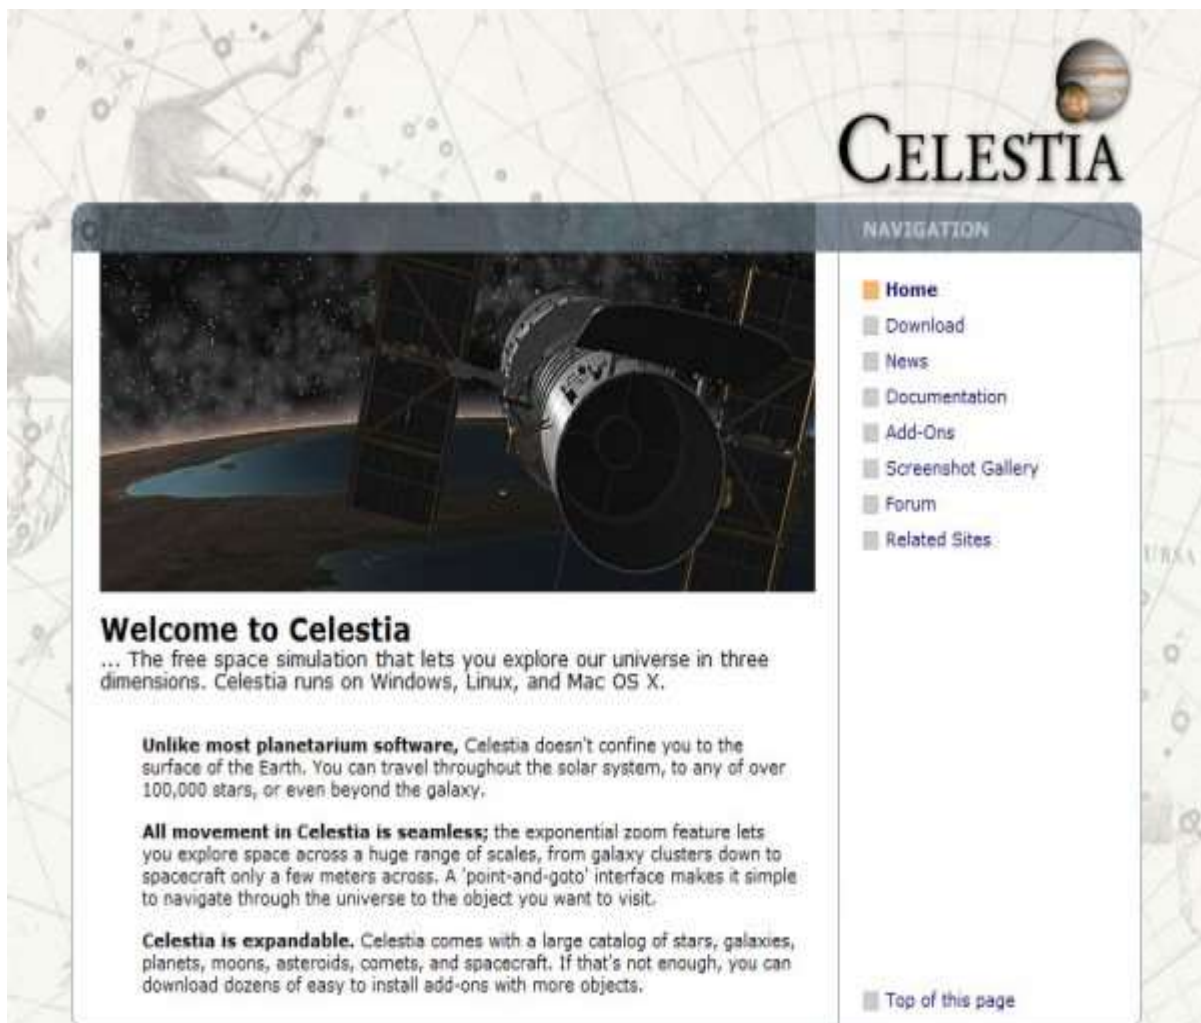 CELESTIA
NAVIGATION
Home
Download
News
Documentation
Add-Ons
Screenshot Gallery
Forum
Related Sites
URSA
Welcome to Celestia
... The free space simulation that lets you explore our universe in three
dimensions. Celestia runs on Windows, Linux, and Mac OS X.
Unlike most planetarium software, Celestia doesn't confine you to the
surface of the Earth. You can travel throughout the solar system, to any of over
100,000 stars, or even beyond the galaxy.
All movement in Celestia is seamless; the exponential zoom feature lets
you explore space across a huge range of scales, from galaxy clusters down to
spacecraft only a few meters across. A 'point-and-goto' interface makes it simple
to navigate through the universe to the object you want to visit.
Celestia is expandable. Celestia comes with a large catalog of stars, galaxies,
planets, moons, asteroids, comets, and spacecraft. If that's not enough, you can
download dozens of easy to install add-ons with more objects.
Top of this page